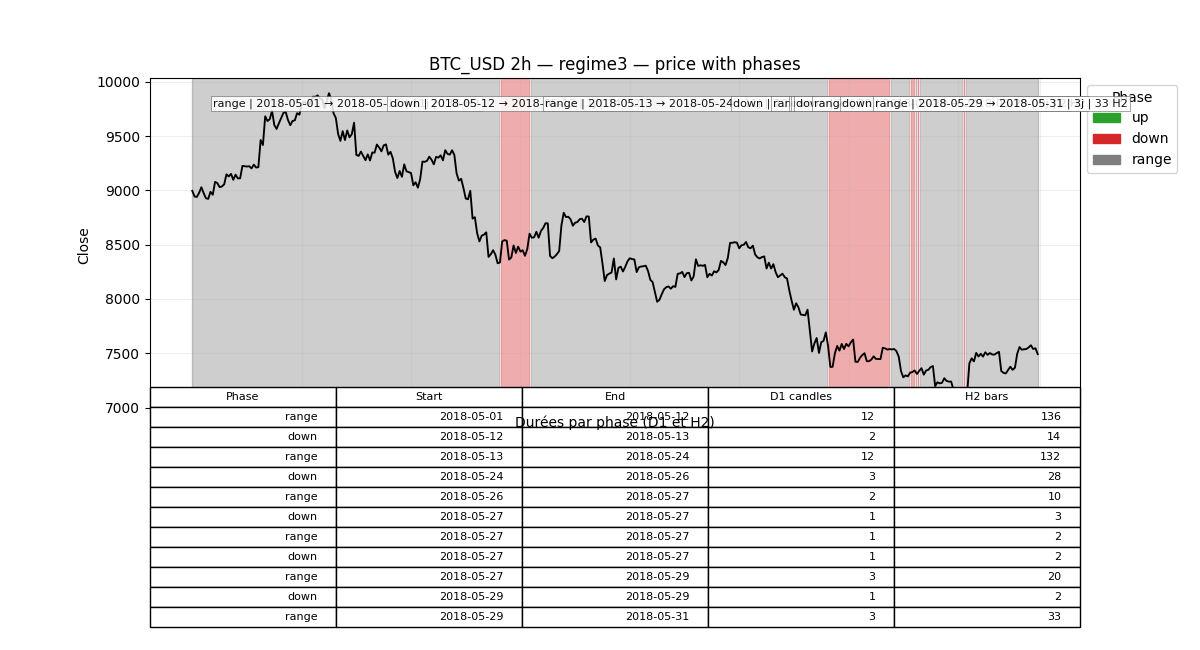 BTC_USD 2h — regime3 — price with phases
10000
9500
9000
8500
8000
7500
7000
Close
range | 2018-05-01 → 2018-05-
down | 2018-05-12 → 2018-
range | 2018-05-13 → 2018-05-24
down |
down
range | 2018-05-29 → 2018-05-31 | 3j | 33 H2
Phase
up
down
range
Durées par phase (D1 et H2)
Phase Start End D1 candles H2 bars
range 2018-05-01 2018-05-12 12 136
down 2018-05-12 2018-05-13 2 14
range 2018-05-13 2018-05-24 12 132
down 2018-05-24 2018-05-26 3 28
range 2018-05-26 2018-05-27 2 10
down 2018-05-27 2018-05-27 1 3
range 2018-05-27 2018-05-27 1 2
down 2018-05-27 2018-05-27 1 2
range 2018-05-27 2018-05-29 3 20
down 2018-05-29 2018-05-29 1 2
range 2018-05-29 2018-05-31 3 33